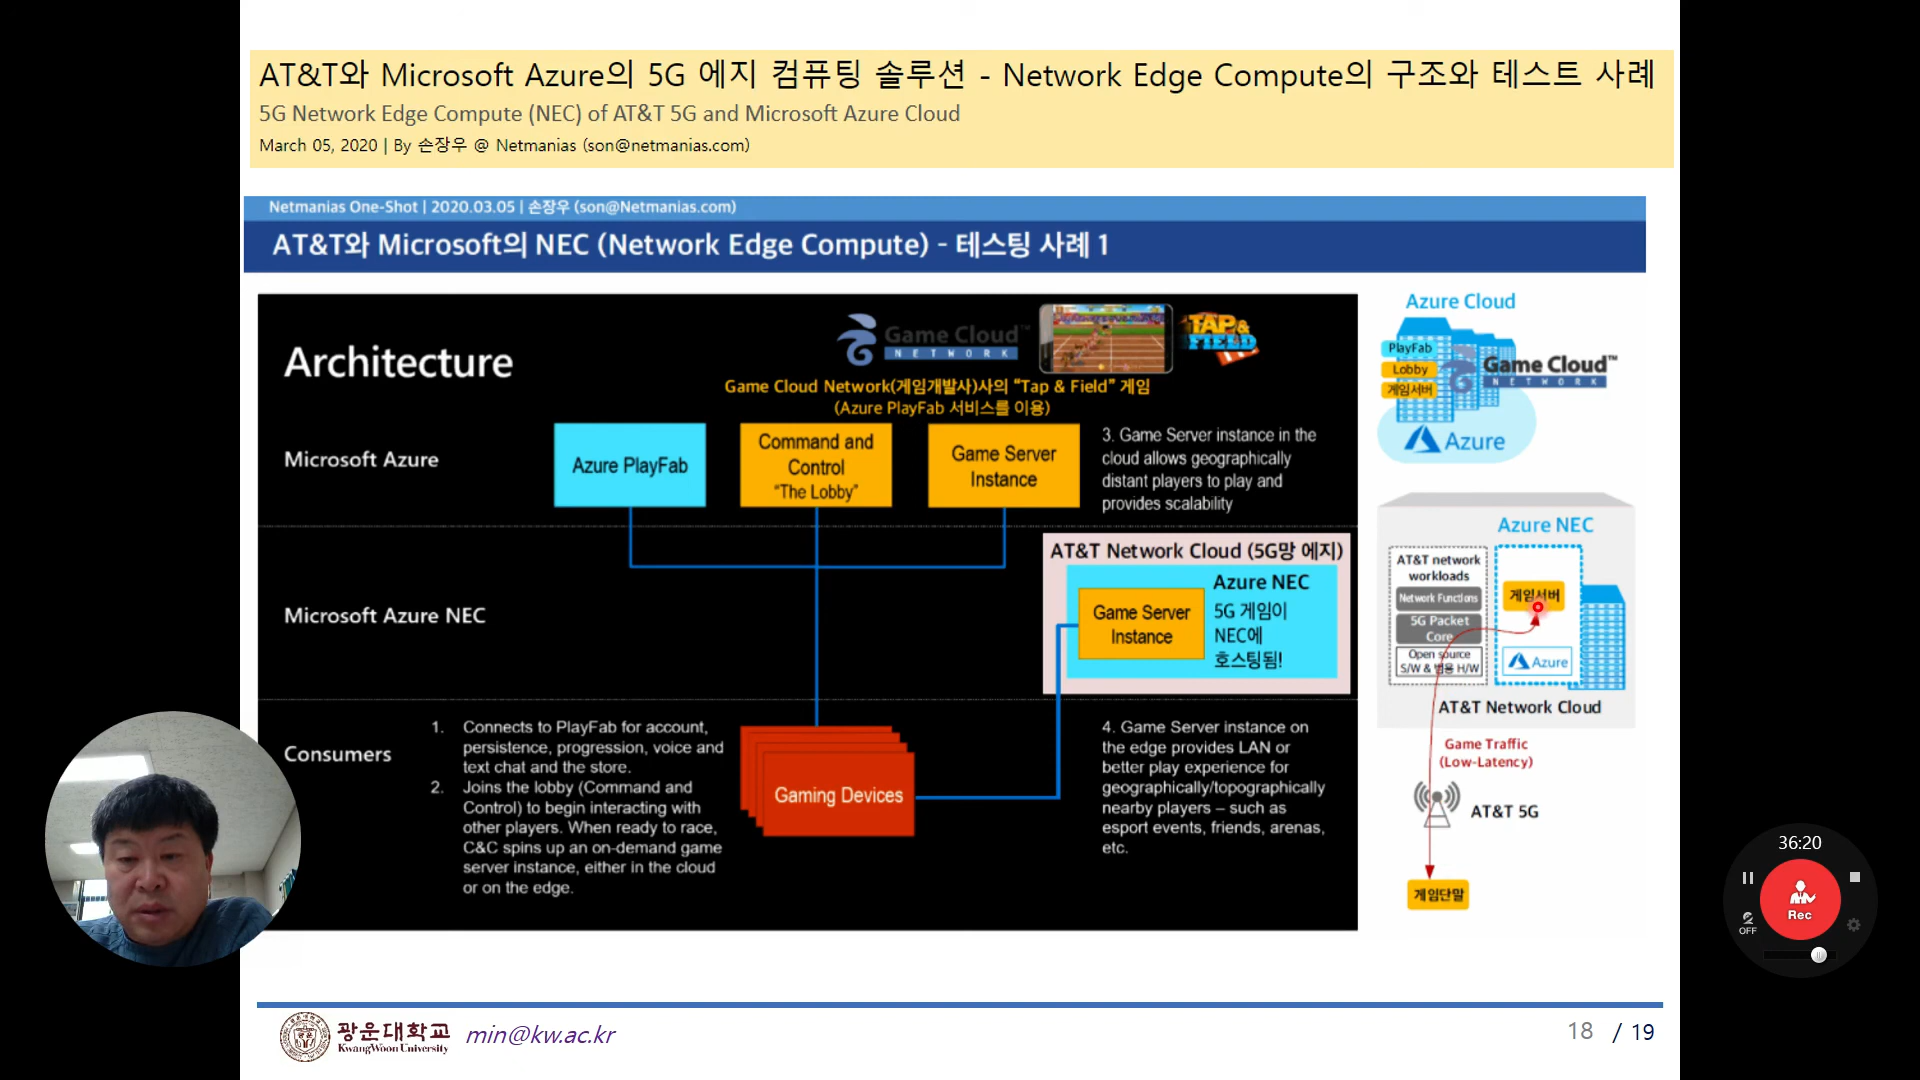 AT&T와 Microsoft Azure의 5G 에지 컴퓨팅 솔루션 - Network Edge Compute의 구조와 테스트 사례
5G Network Edge Compute (NEC) of AT&T 5G and Microsoft Azure Cloud
March 05, 2020 | By 손장우 @ Netmanias (son@netmanias.com)
Netmanias One-Shot | 2020.03.05 | 손장우 (son@Netmanias.com)
AT&T와 Microsoft의 NEC (Network Edge Compute) - 테스팅 사례 1
Architecture
Game Cloud™
NETWORK
TAP &
FIELD
Game Cloud Network(게임개발사)사의 “Tap & Field” 게임
(Azure PlayFab 서비스를 이용)
Microsoft Azure
Azure PlayFab
Command and
Control
“The Lobby”
Game Server
Instance
3. Game Server instance in the
cloud allows geographically
distant players to play and
provides scalability
Microsoft Azure NEC
AT&T Network Cloud (5G망 에지)
Game Server
Instance
Azure NEC
5G 게임이
NEC에
호스팅됨!
Consumers
1. Connects to PlayFab for account,
persistence, progression, voice and
text chat and the store.
2. Joins the lobby (Command and
Control) to begin interacting with
other players. When ready to race,
C&C spins up an on-demand game
server instance, either in the cloud
or on the edge.
Gaming Devices
4. Game Server instance on
the edge provides LAN or
better play experience for
geographically/topographically
nearby players – such as
esport events, friends, arenas,
etc.
Azure Cloud
PlayFab
Lobby
게임서버
Game Cloud™
NETWORK
Azure
Azure NEC
AT&T network
workloads
Network Functions
5G Packet
Core
Open source
S/W & 범용 H/W
게임서버
Azure
AT&T Network Cloud
Game Traffic
(Low-Latency)
AT&T 5G
게임단말
36:20
Rec
OFF
광운대학교
KwangWoon University
min@kw.ac.kr
18 / 19